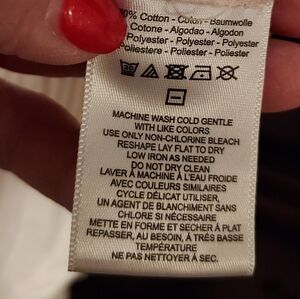 0% Cotton - Coton - Baumwolle
Cotone - Algodao - Algodon
Polyester - Polyester - Polyester
Poliestere - Poliester - Poliester
MACHINE WASH COLD GENTLE
WITH LIKE COLORS
USE ONLY NON-CHLORINE BLEACH
RESHAPE LAY FLAT TO DRY
LOW IRON AS NEEDED
DO NOT DRY CLEAN
LAVER À MACHINE À L'EAU FROIDE
AVEC COULEURS SIMILAIRES
CYCLE DÉLICAT UTILISER,
UN AGENT DE BLANCHIMENT SANS
CHLORE SI NÉCESSAIRE
METTE EN FORME ET SECHER À PLAT
REPASSER, AU BESOIN, À TRÉS BASSE
TEMPÉRATURE
NE PAS NETTOYER À SEC.